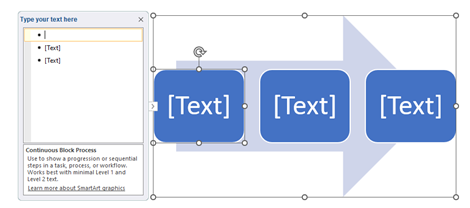 Type your text here
[Text]
[Text]
Continuous Block Process
Use to show a progression or sequential
steps in a task, process, or workflow.
Works best with minimal Level 1 and
Level 2 text.
Learn more about SmartArt graphics
[Text] [Text] [Text]